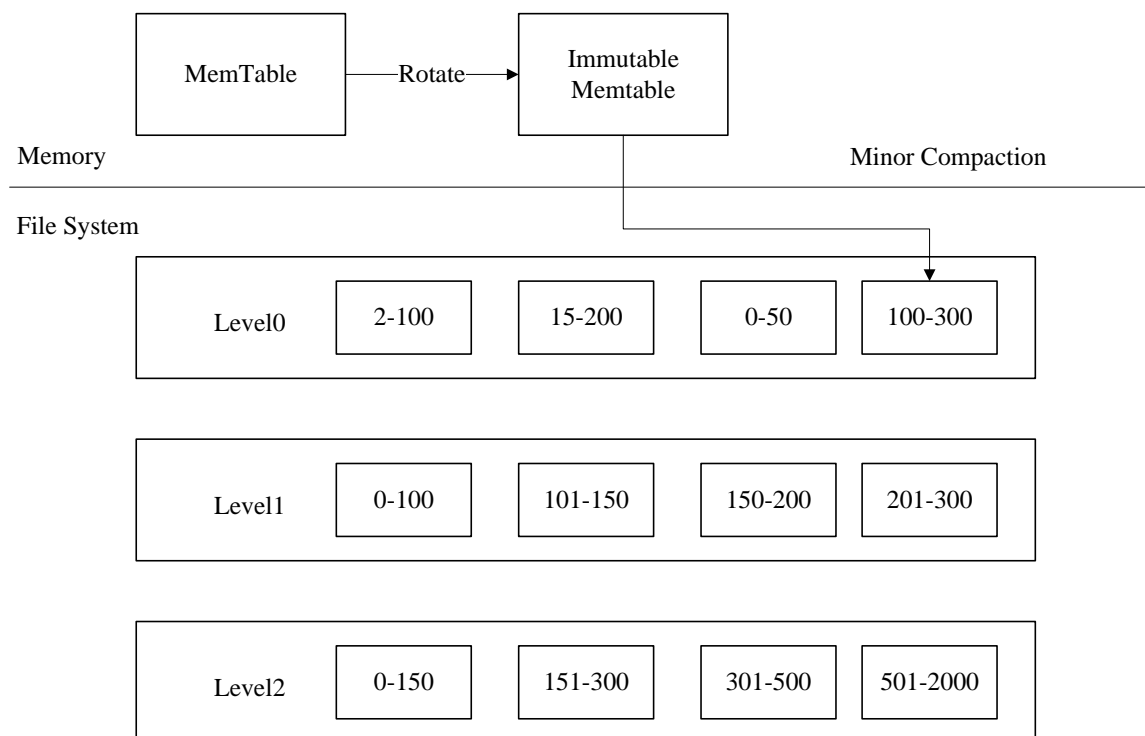 MemTable
Rotate
Immutable
Memtable
Memory
Minor Compaction
File System
Level0
2-100
15-200
0-50
100-300
Level1
0-100
101-150
150-200
201-300
Level2
0-150
151-300
301-500
501-2000